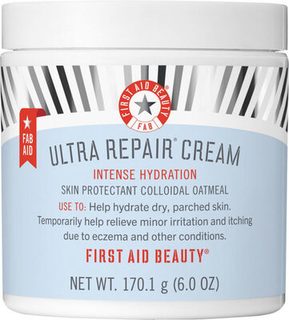 FIRST AID BEAUTY
FAB
FAB
AID
ULTRA REPAIR® CREAM
INTENSE HYDRATION
SKIN PROTECTANT COLLOIDAL OATMEAL
USE TO: Help hydrate dry, parched skin.
Temporarily help relieve minor irritation and itching
due to eczema and other conditions.
FIRST AID BEAUTY®
NET WT. 170.1 g (6.0 OZ.)